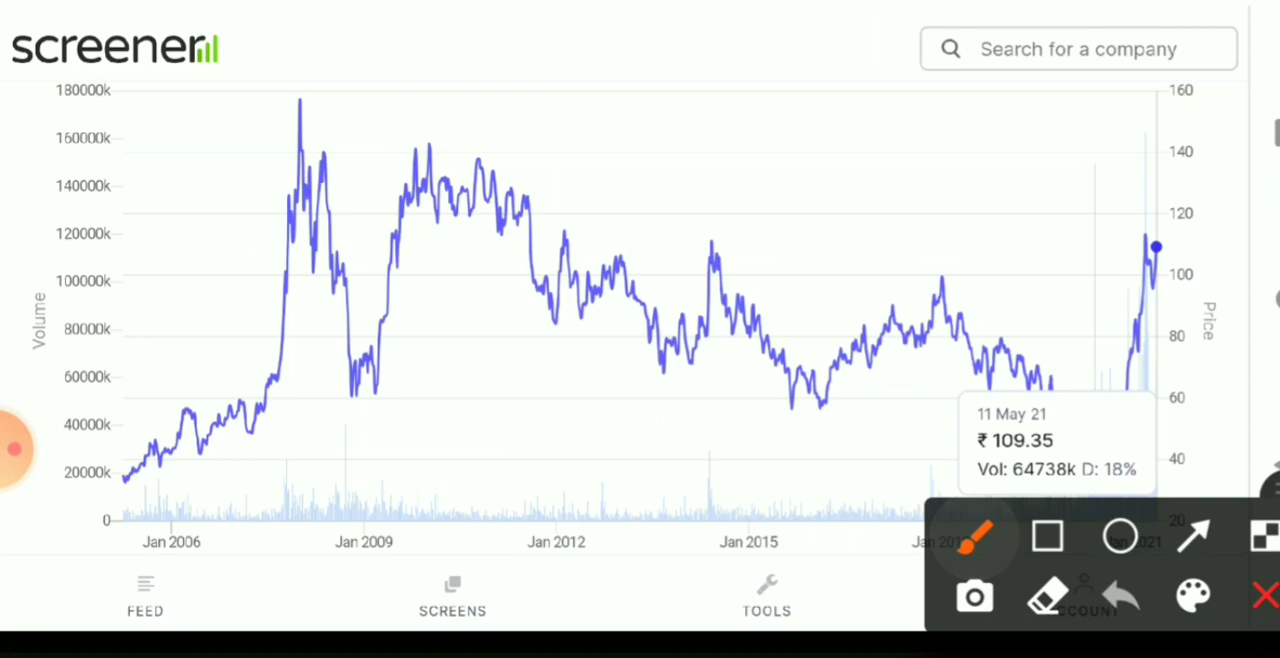 screener
Search for a company
180000k
160000k
140000k
120000k
100000k
80000k
60000k
40000k
20000k
0
Volume
160
140
120
100
80
60
40
20
Price
11 May 21
₹ 109.35
Vol: 64738k D: 18%
Jan 2006
Jan 2009
Jan 2012
Jan 2015
FEED
SCREENS
TOOLS